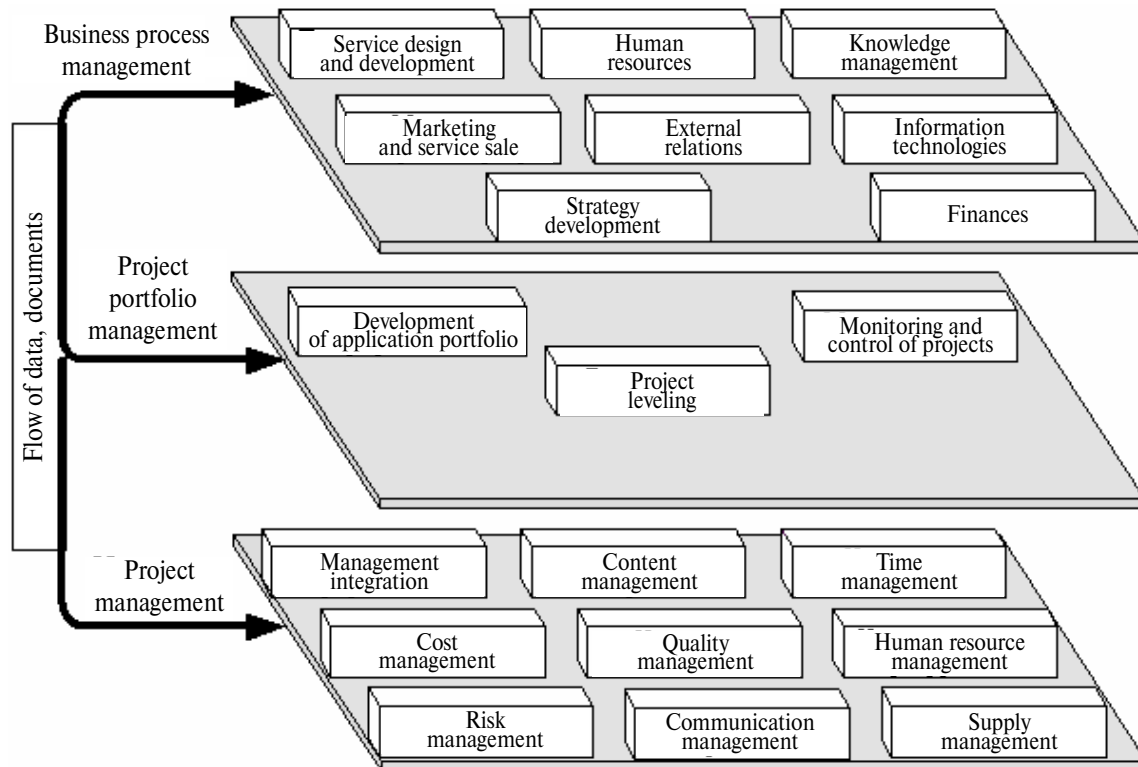 Business process
management
Service design
and development
Human
resources
Knowledge
management
Marketing
and service sale
External
relations
Information
technologies
Strategy
development
Finances
Flow of data, documents
Project
portfolio
management
Development
of application portfolio
Monitoring and
control of projects
Project
leveling
Project
management
Management
integration
Content
management
Time
management
Cost
management
Quality
management
Human resource
management
Risk
management
Communication
management
Supply
management